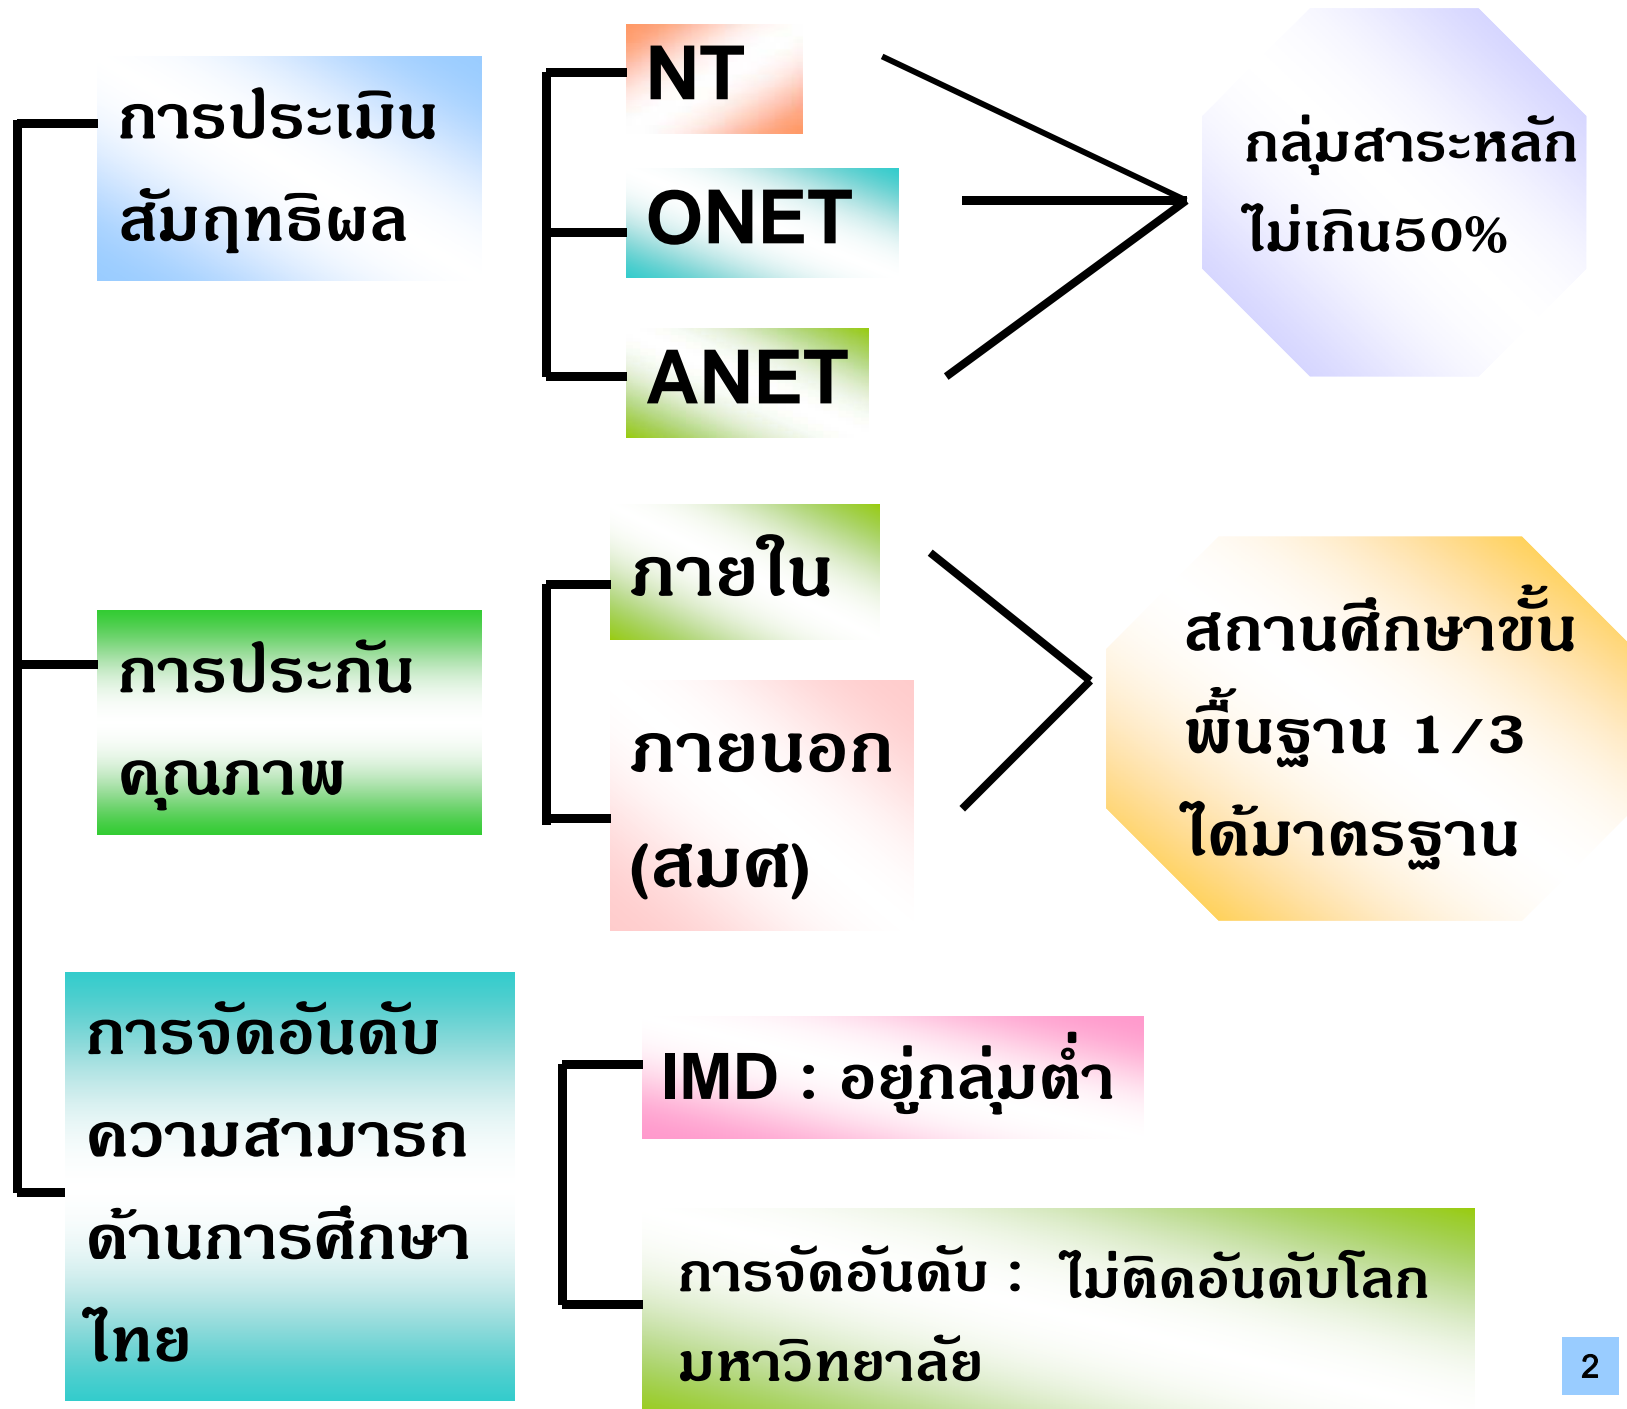 การประเมิน
สัมฤทธิผล
NT
ONET
ANET
กลุ่มสาระหลัก
ไม่เกิน50%
การประกัน
คุณภาพ
ภายใน
ภายนอก
(สมศ)
สถานศึกษาขั้น
พื้นฐาน 1/3
ได้มาตรฐาน
การจัดอันดับ
ความสามารถ
ด้านการศึกษา
ไทย
IMD : อยู่กลุ่มต่ำ
การจัดอันดับ : ไม่ติดอันดับโลก
มหาวิทยาลัย
2